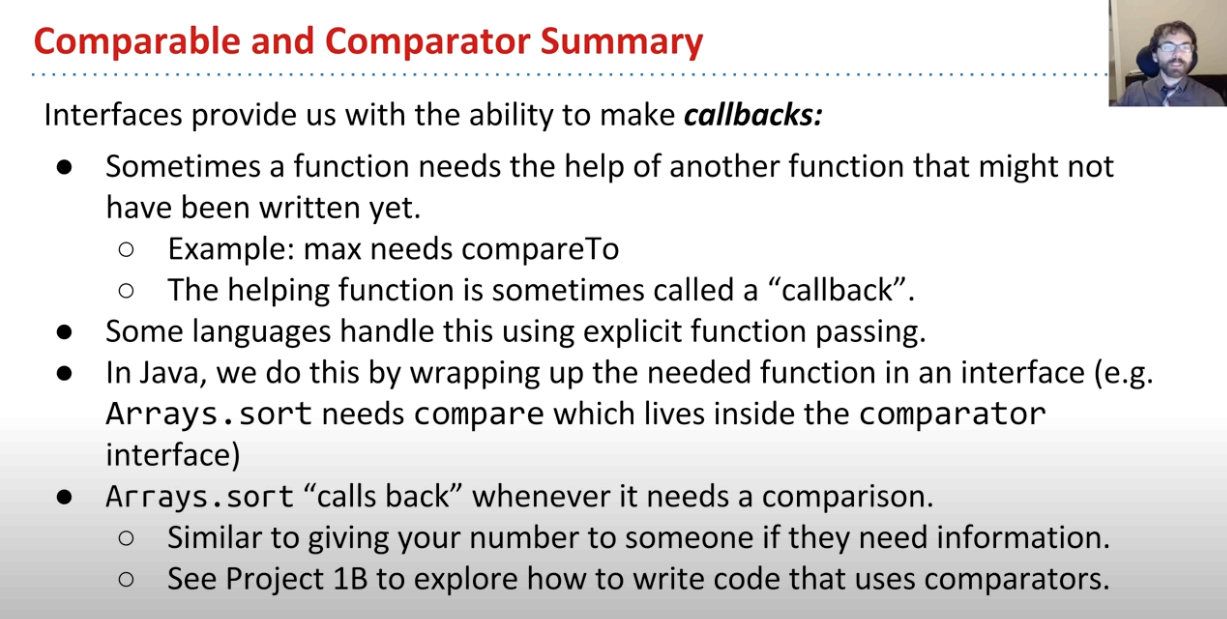 Comparable and Comparator Summary
Interfaces provide us with the ability to make callbacks:
● Sometimes a function needs the help of another function that might not
have been written yet.
○ Example: max needs compareTo
○ The helping function is sometimes called a “callback”.
● Some languages handle this using explicit function passing.
● In Java, we do this by wrapping up the needed function in an interface (e.g.
Arrays.sort needs compare which lives inside the comparator
interface)
● Arrays.sort “calls back” whenever it needs a comparison.
○ Similar to giving your number to someone if they need information.
○ See Project 1B to explore how to write code that uses comparators.